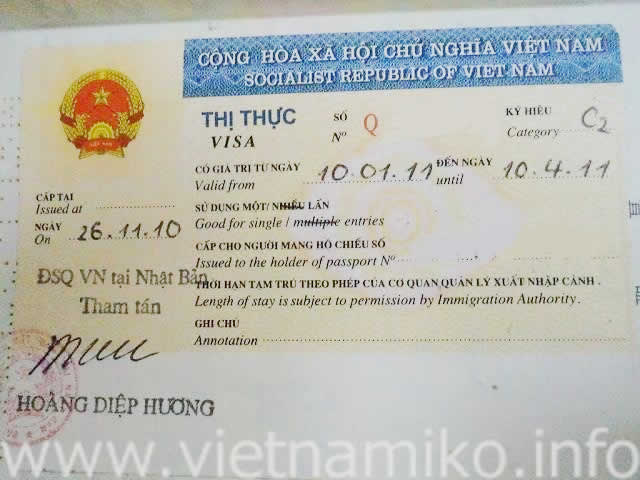 CỘNG HÒA XÃ HỘI CHỦ NGHĨA VIỆT NAM
SOCIALIST REPUBLIC OF VIET NAM
THỊ THỰC SỐ Q KÝ HIỆU C2
VISA Nº Category
CÓ GIÁ TRỊ TỪ NGÀY 10.01.11 ĐẾN NGÀY 10.4.11
Valid from until
CẤP TẠI
Issued at
SỬ DỤNG MỘT/ NHIỀU LẦN
Good for single / multiple entries
NGÀY 26.11.10
On
CẤP CHO NGƯỜI MANG HỘ CHIẾU SỐ
Issued to the holder of passport Nº
THỜI HẠN TẠM TRÚ THEO PHÉP CỦA CƠ QUAN QUẢN LÝ XUẤT NHẬP CẢNH .
Length of stay is subject to permission by Immigration Authority .
GHI CHÚ
Annotation
ĐSQ VN tại Nhật Bản
Tham tán
HOÀNG DIỆP HƯƠNG
www.vietnamiko.info